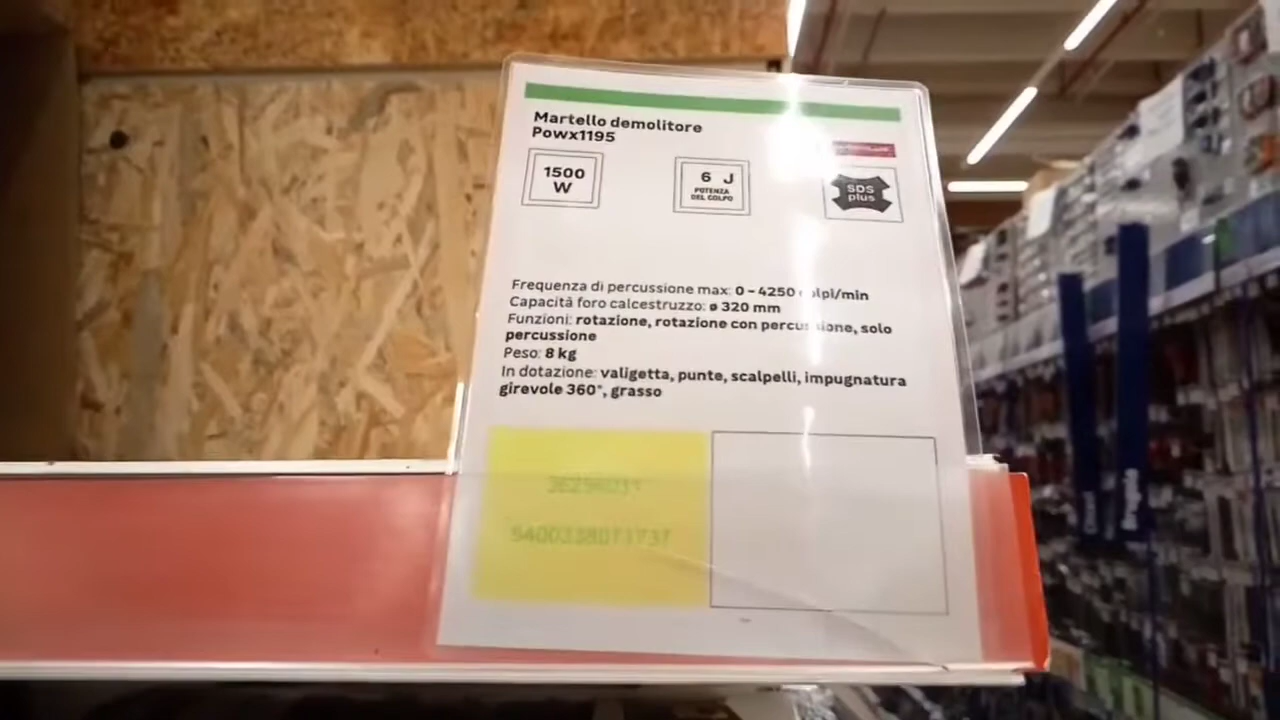 Martello demolitore
Powx1195
1500
W
6 J
POTENZA
DEL COLPO
SDS
plus
Frequenza di percussione max: 0 - 4250 colpi/min
Capacità foro calcestruzzo: ø 320 mm
Funzioni: rotazione, rotazione con percussione, solo
percussione
Peso: 8 kg
In dotazione: valigetta, punte, scalpelli, impugnatura
girevole 360°, grasso